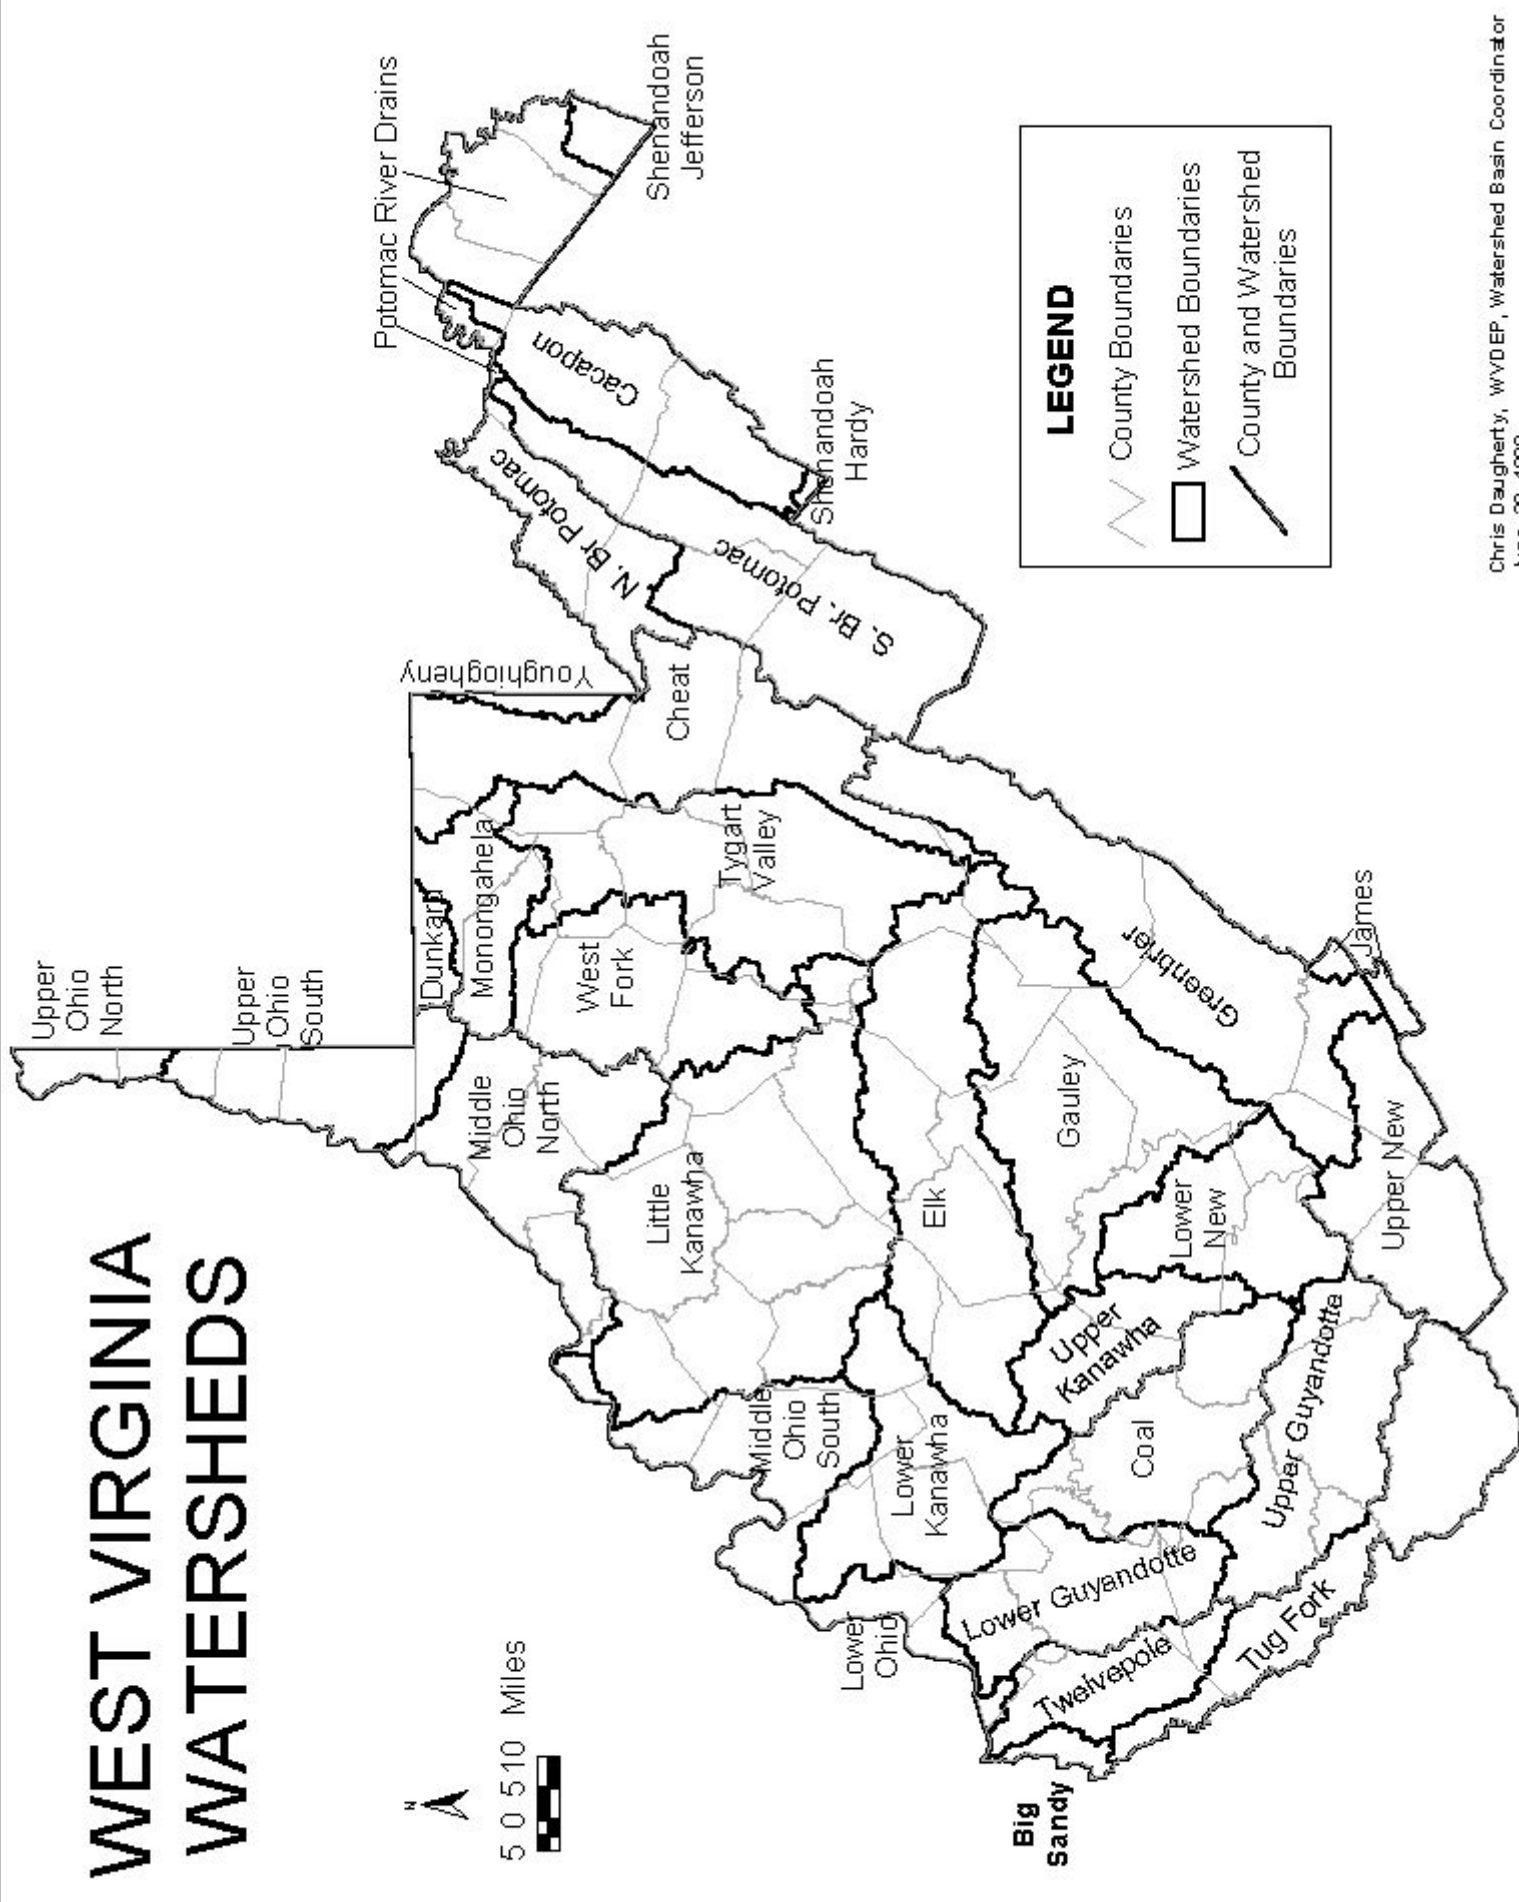 WEST VIRGINIA
WATERSHEDS
N
5 0 5 10 Miles
Upper
Ohio
North
Upper
Ohio
South
Dunkard
Monongahela
Middle
Ohio
North
West
Fork
Tygart
Valley
Cheat
Youghiogheny
N. Br Potomac
S. Br. Potomac
Cacapon
Potomac River Drains
Shenandoah
Jefferson
Shenandoah
Hardy
Little
Kanawha
Middle
Ohio
South
Elk
Gauley
Greenbrier
James
Lower
Kanawha
Upper
Kanawha
Lower
New
Upper New
Coal
Upper Guyandotte
Lower Guyandotte
Lower
Ohio
Twelvepole
Tug Fork
Big
Sandy
LEGEND
County Boundaries
Watershed Boundaries
County and Watershed
Boundaries
Chris Daugherty, WVDEP, Watershed Basin Coordinator